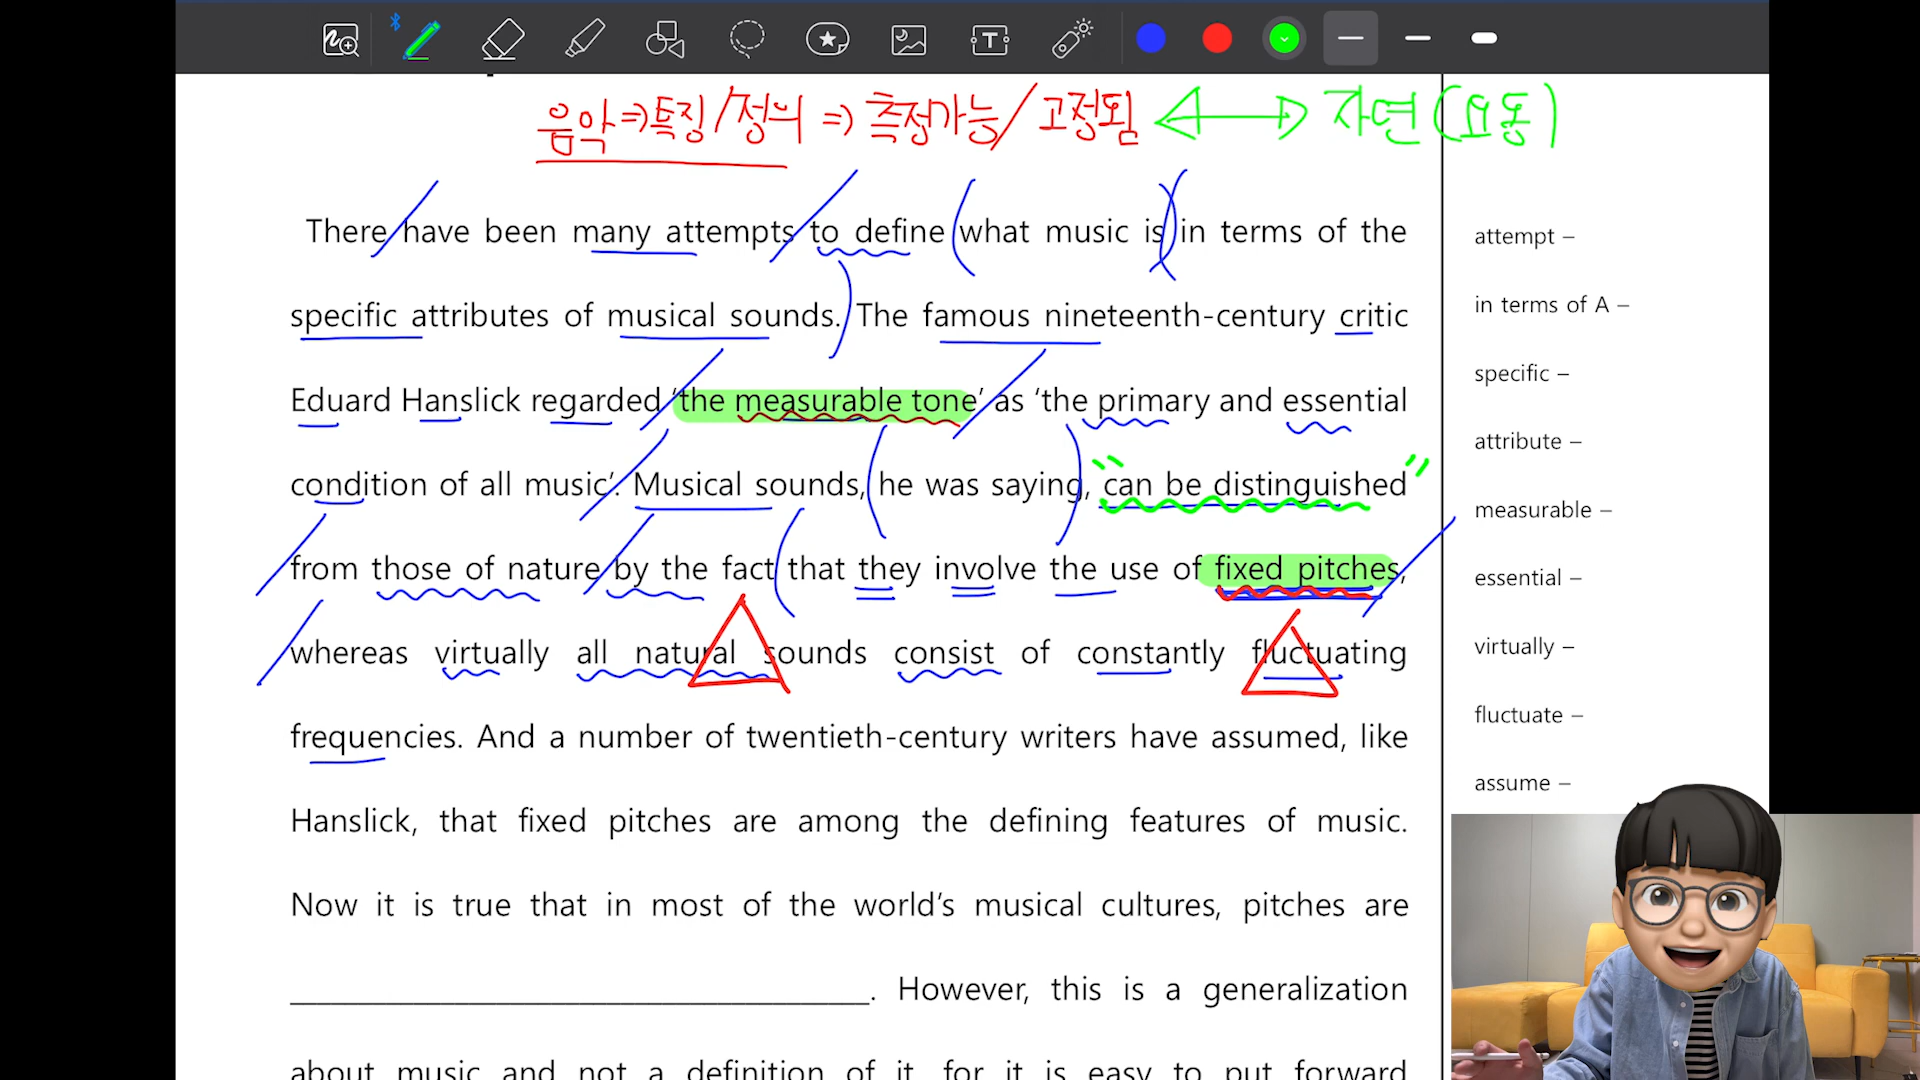 음악⇒특징/정의 ⇒ 측정가능/고정됨 ↔ 자연(요동)
There have been many attempts to define what music is in terms of the
specific attributes of musical sounds. The famous nineteenth-century critic
Eduard Hanslick regarded ‘the measurable tone’ as ‘the primary and essential
condition of all music’. Musical sounds, he was saying, can be distinguished
from those of nature by the fact that they involve the use of fixed pitches,
whereas virtually all natural sounds consist of constantly fluctuating
frequencies. And a number of twentieth-century writers have assumed, like
Hanslick, that fixed pitches are among the defining features of music.
Now it is true that in most of the world’s musical cultures, pitches are
____________________. However, this is a generalization
about music and not a definition of it, for it is easy to put forward
attempt –
in terms of A –
specific –
attribute –
measurable –
essential –
virtually –
fluctuate –
assume –